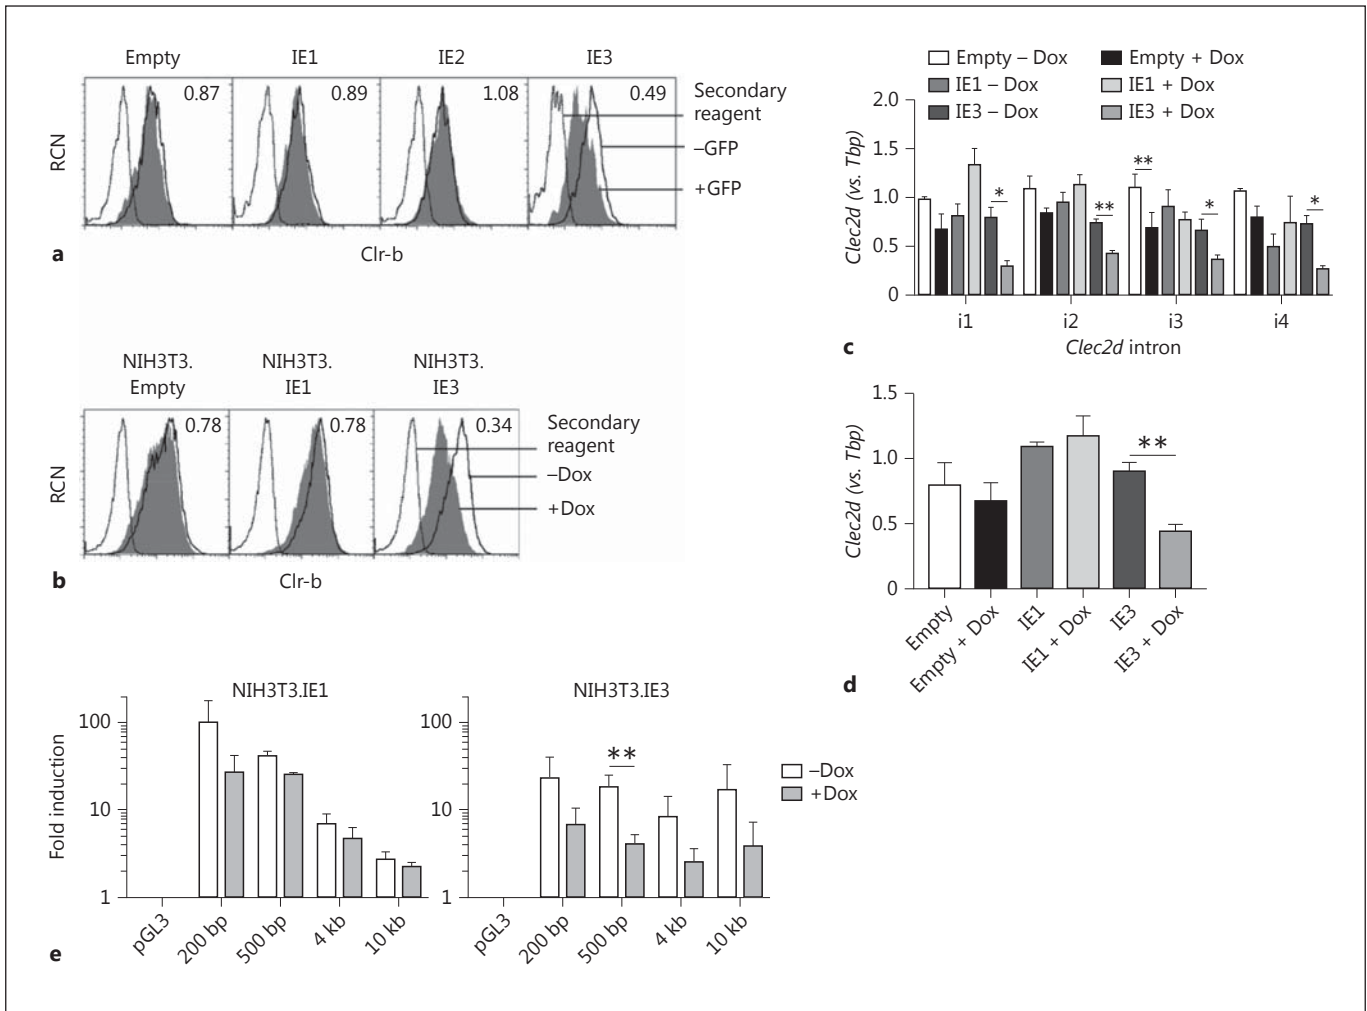 Empty IE1 IE2 IE3
0.87 0.89 1.08 0.49
Secondary
reagent
–GFP
+GFP
RCN
Clr-b
a
NIH3T3. NIH3T3. NIH3T3.
Empty IE1 IE3
0.78 0.78 0.34
Secondary
reagent
–Dox
+Dox
RCN
Clr-b
b
Empty – Dox Empty + Dox
IE1 – Dox IE1 + Dox
IE3 – Dox IE3 + Dox
2.0
1.5
1.0
0.5
0
Clec2d (vs. Tbp)
* ** ** * *
i1 i2 i3 i4
Clec2d intron
c
1.5
1.0
0.5
0
Clec2d (vs. Tbp)
**
Empty
Empty + Dox
IE1
IE1 + Dox
IE3
IE3 + Dox
d
NIH3T3.IE1
100
10
1
Fold induction
pGL3
200 bp
500 bp
4 kb
10 kb
NIH3T3.IE3
100
10
1
**
pGL3
200 bp
500 bp
4 kb
10 kb
–Dox
+Dox
e